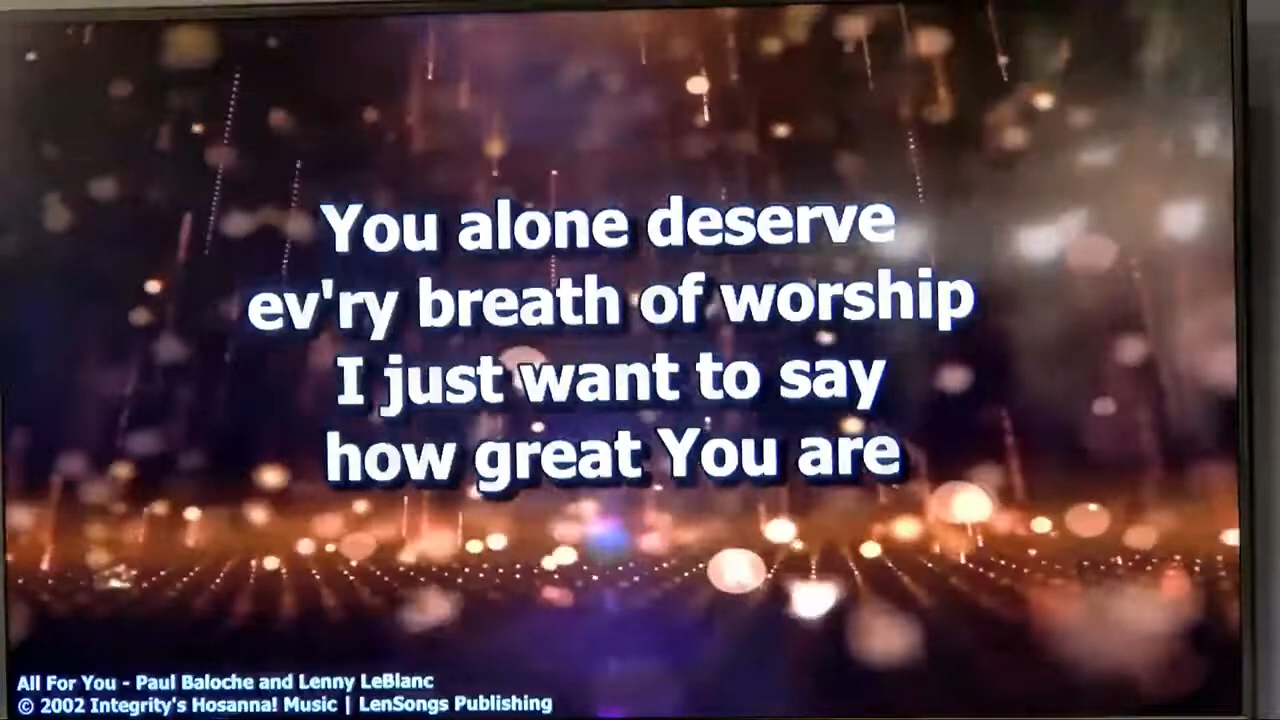 You alone deserve
ev'ry breath of worship
I just want to say
how great You are
All For You - Paul Baloche and Lenny LeBlanc
© 2002 Integrity's Hosanna! Music | LenSongs Publishing